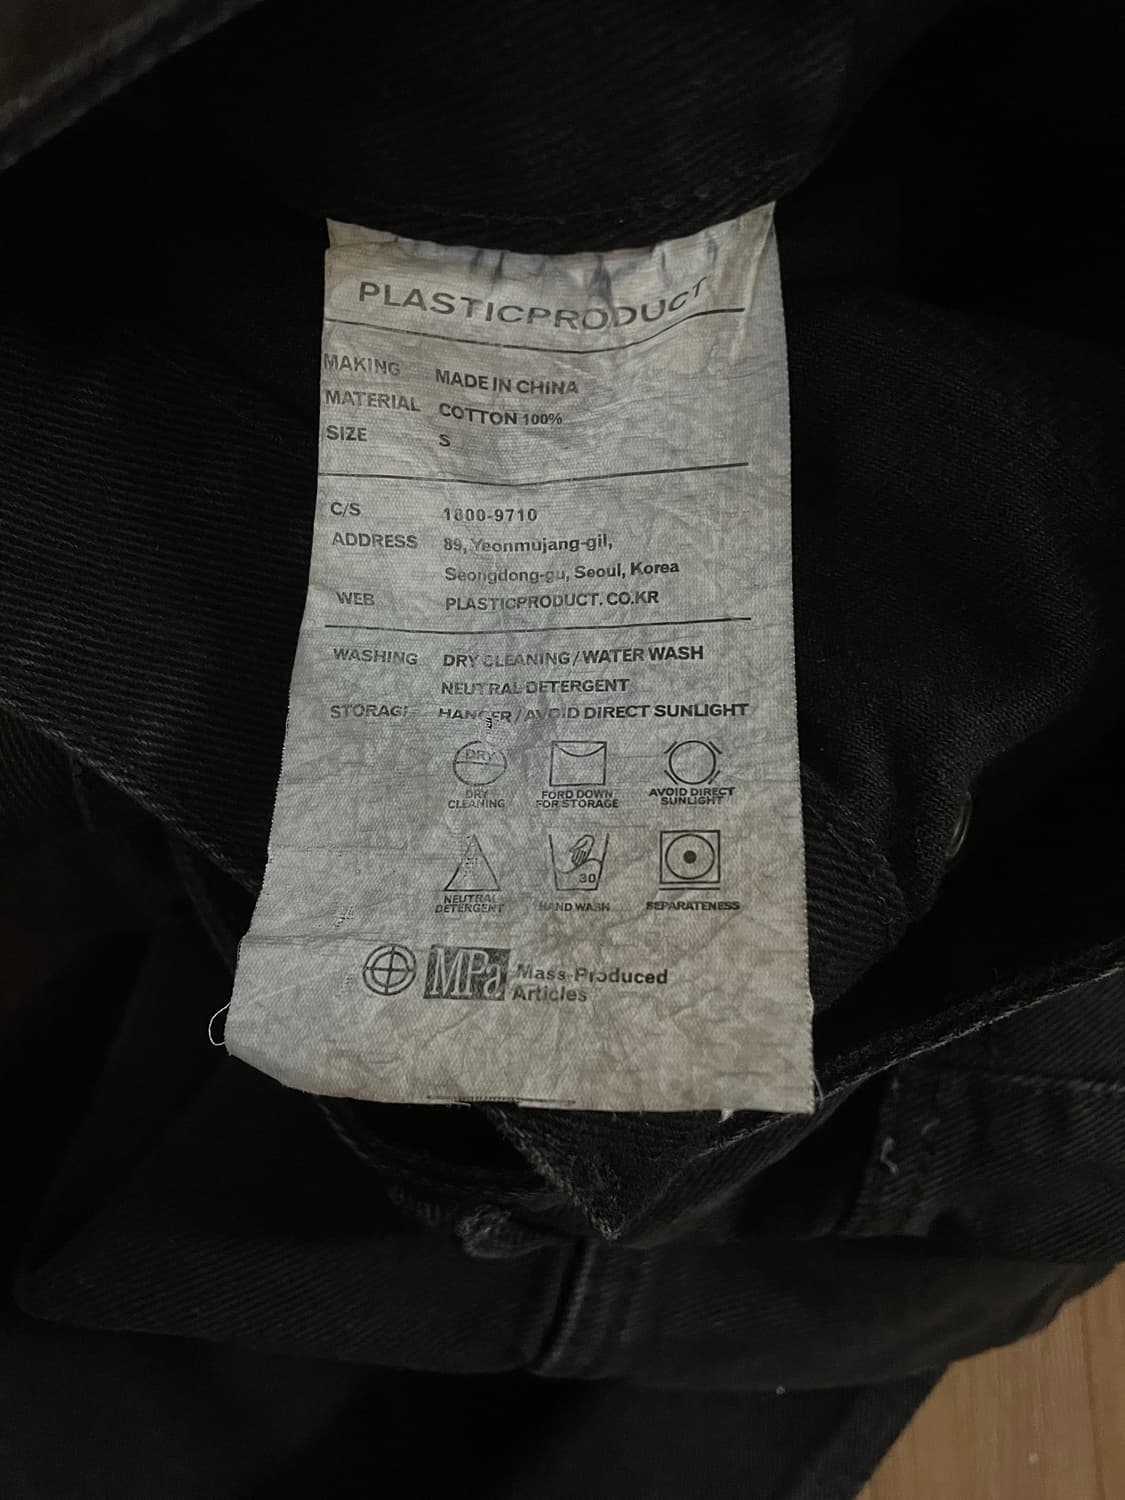 PLASTICPRODUCT
MAKING MADE IN CHINA
MATERIAL COTTON 100%
SIZE S
C/S 1800-9710
ADDRESS 89, Yeonmujang-gil,
Seongdong-gu, Seoul, Korea
WEB PLASTICPRODUCT.CO.KR
WASHING DRY CLEANING/WATER WASH
NEUTRAL DETERGENT
STORAGE HANGER/AVOID DIRECT SUNLIGHT
DRY
DRY
CLEANING
FORD DOWN
FOR STORAGE
AVOID DIRECT
SUNLIGHT
30
NEUTRAL
DETERGENT
HAND WASH
SEPARATENESS
MPa Mass-Produced
Articles